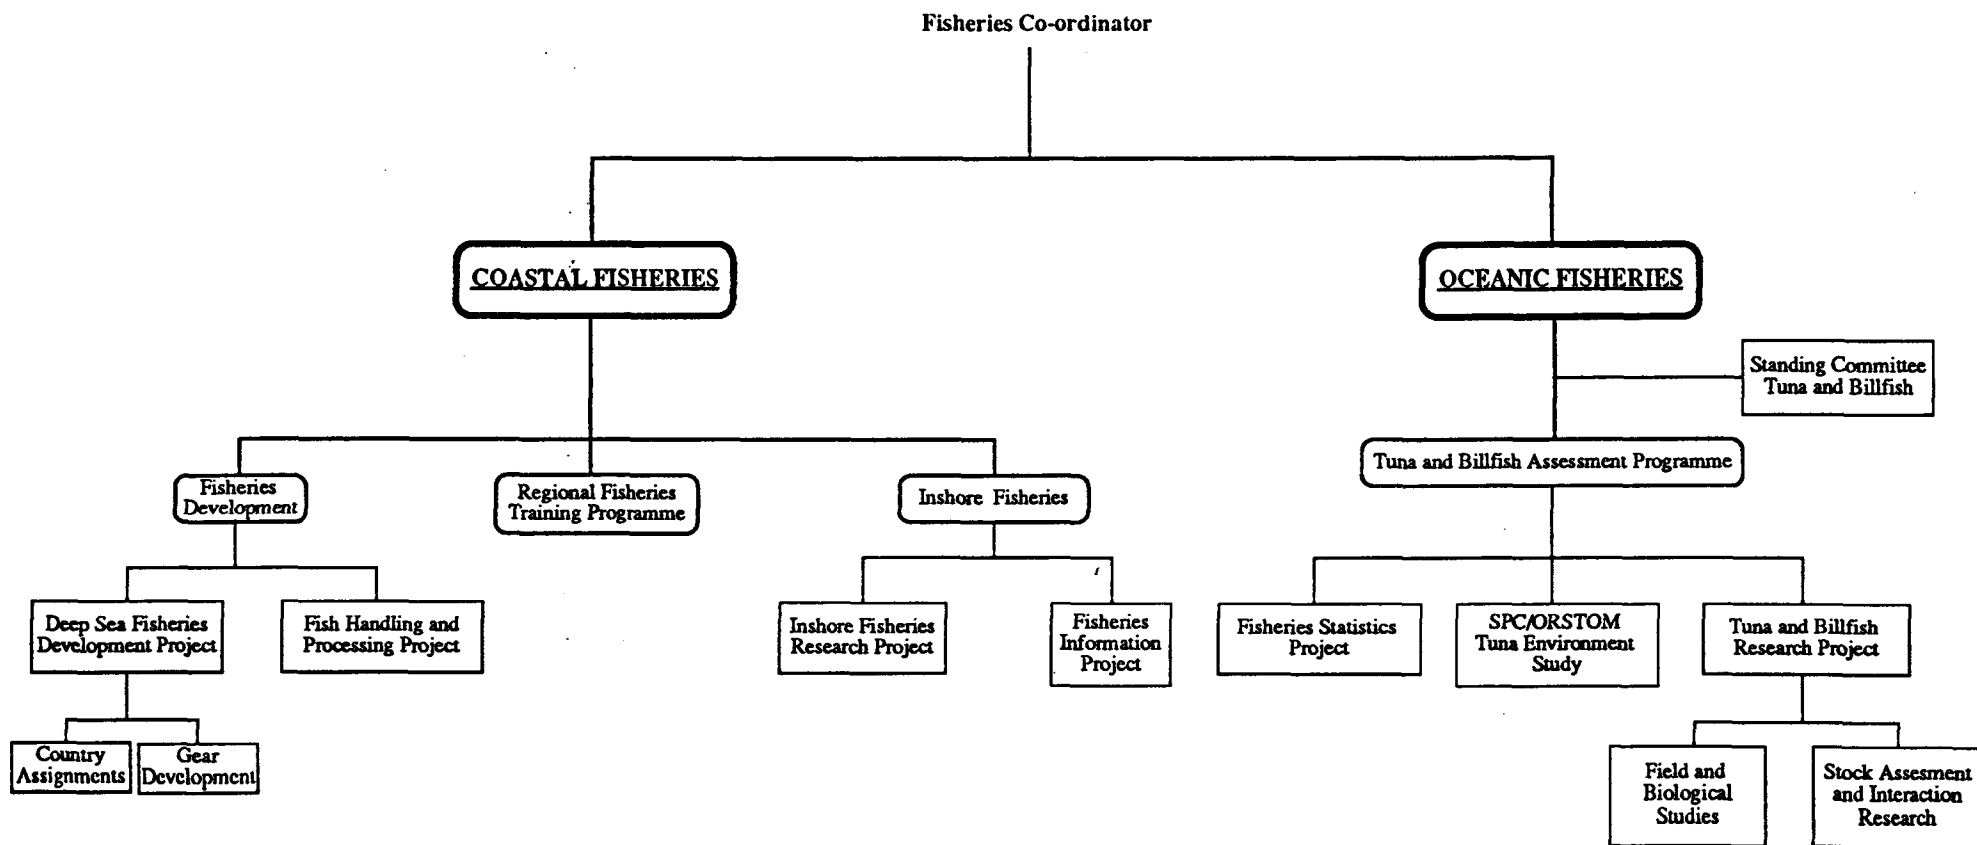 Fisheries Co-ordinator
COASTAL FISHERIES
OCEANIC FISHERIES
Standing Committee
Tuna and Billfish
Tuna and Billfish Assessment Programme
Fisheries
Development
Regional Fisheries
Training Programme
Inshore Fisheries
Deep Sea Fisheries
Development Project
Fish Handling and
Processing Project
Inshore Fisheries
Research Project
Fisheries
Information
Project
Fisheries Statistics
Project
SPC/ORSTOM
Tuna Environment
Study
Tuna and Billfish
Research Project
Country
Assignments
Gear
Development
Field and
Biological
Studies
Stock Assesment
and Interaction
Research